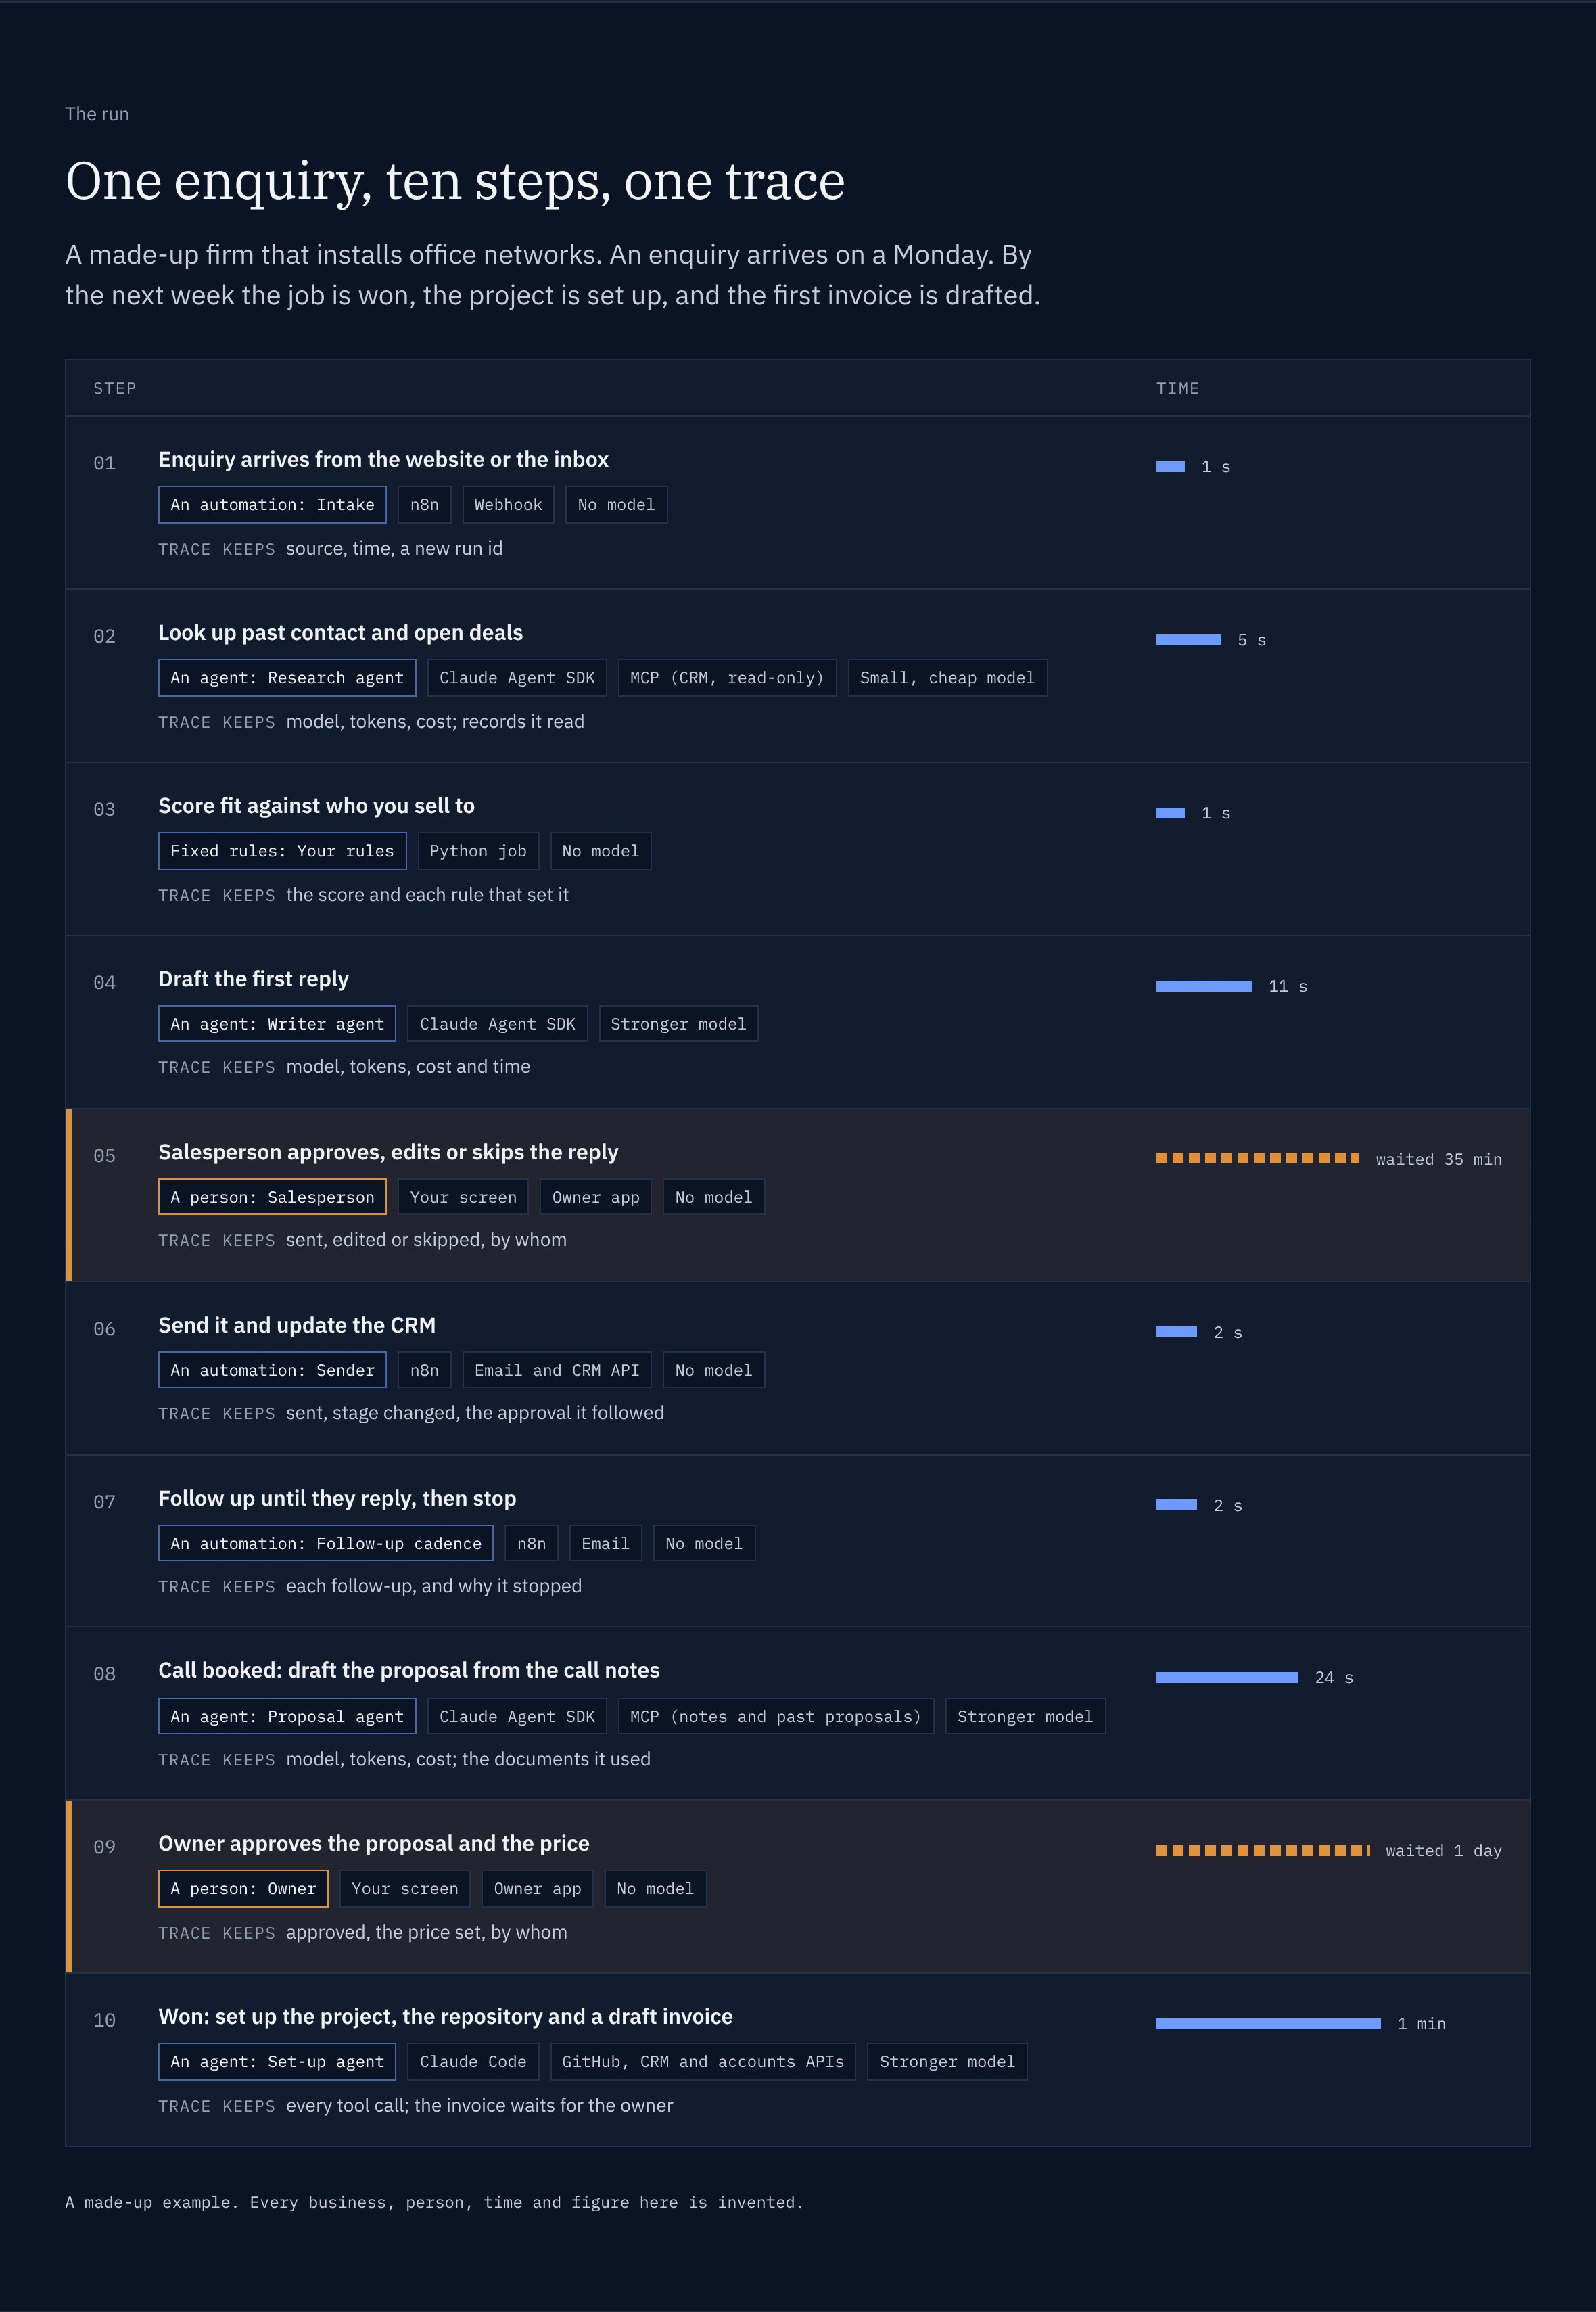 The run
One enquiry, ten steps, one trace
A made-up firm that installs office networks. An enquiry arrives on a Monday. By
the next week the job is won, the project is set up, and the first invoice is drafted.
STEP TIME
01 Enquiry arrives from the website or the inbox 1 s
An automation: Intake n8n Webhook No model
TRACE KEEPS source, time, a new run id
02 Look up past contact and open deals 5 s
An agent: Research agent Claude Agent SDK MCP (CRM, read-only) Small, cheap model
TRACE KEEPS model, tokens, cost; records it read
03 Score fit against who you sell to 1 s
Fixed rules: Your rules Python job No model
TRACE KEEPS the score and each rule that set it
04 Draft the first reply 11 s
An agent: Writer agent Claude Agent SDK Stronger model
TRACE KEEPS model, tokens, cost and time
05 Salesperson approves, edits or skips the reply waited 35 min
A person: Salesperson Your screen Owner app No model
TRACE KEEPS sent, edited or skipped, by whom
06 Send it and update the CRM 2 s
An automation: Sender n8n Email and CRM API No model
TRACE KEEPS sent, stage changed, the approval it followed
07 Follow up until they reply, then stop 2 s
An automation: Follow-up cadence n8n Email No model
TRACE KEEPS each follow-up, and why it stopped
08 Call booked: draft the proposal from the call notes 24 s
An agent: Proposal agent Claude Agent SDK MCP (notes and past proposals) Stronger model
TRACE KEEPS model, tokens, cost; the documents it used
09 Owner approves the proposal and the price waited 1 day
A person: Owner Your screen Owner app No model
TRACE KEEPS approved, the price set, by whom
10 Won: set up the project, the repository and a draft invoice 1 min
An agent: Set-up agent Claude Code GitHub, CRM and accounts APIs Stronger model
TRACE KEEPS every tool call; the invoice waits for the owner
A made-up example. Every business, person, time and figure here is invented.